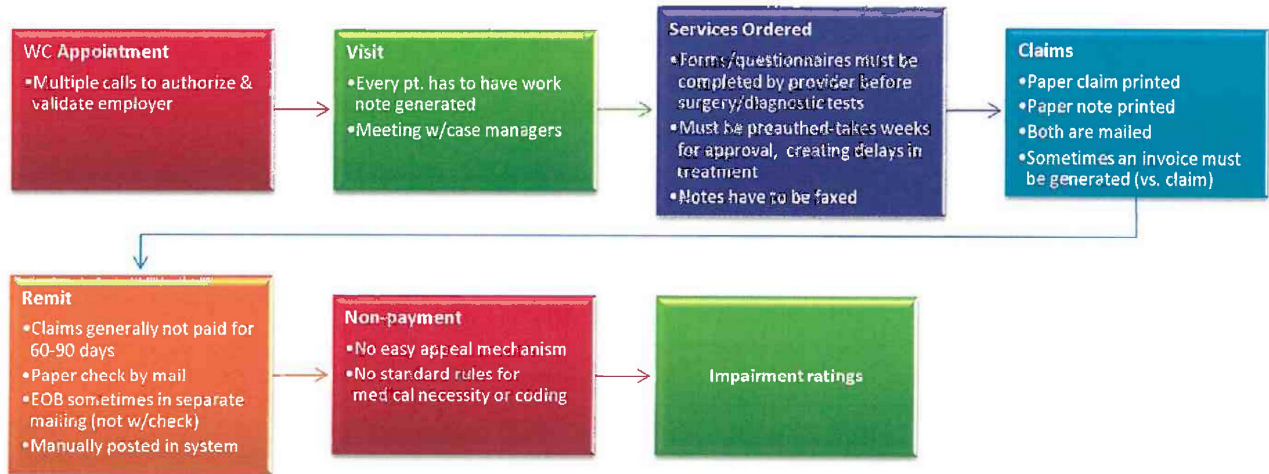 WC Appointment
•Multiple calls to authorize &
validate employer
Visit
•Every pt. has to have work
note generated
•Meeting w/case managers
Services Ordered
•Forms/questionnaires must be
completed by provider before
surgery/diagnostic tests
•Must be preauthed-takes weeks
for approval, creating delays in
treatment
•Notes have to be faxed
Claims
•Paper claim printed
•Paper note printed
•Both are mailed
•Sometimes an invoice must
be generated (vs. claim)
Remit
•Claims generally not paid for
60-90 days
•Paper check by mail
•EOB sometimes in separate
mailing (not w/check)
•Manually posted in system
Non-payment
•No easy appeal mechanism
•No standard rules for
medical necessity or coding
Impairment ratings